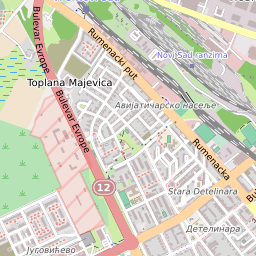 Rumenački put
Novi Sad ranžirna
Bulevar Evrope
Toplana Majevica
Авијатичарско насеље
Bulevar Evrope
Rumenačka
12
Stara Detelinara
Детелинара
Југовићево